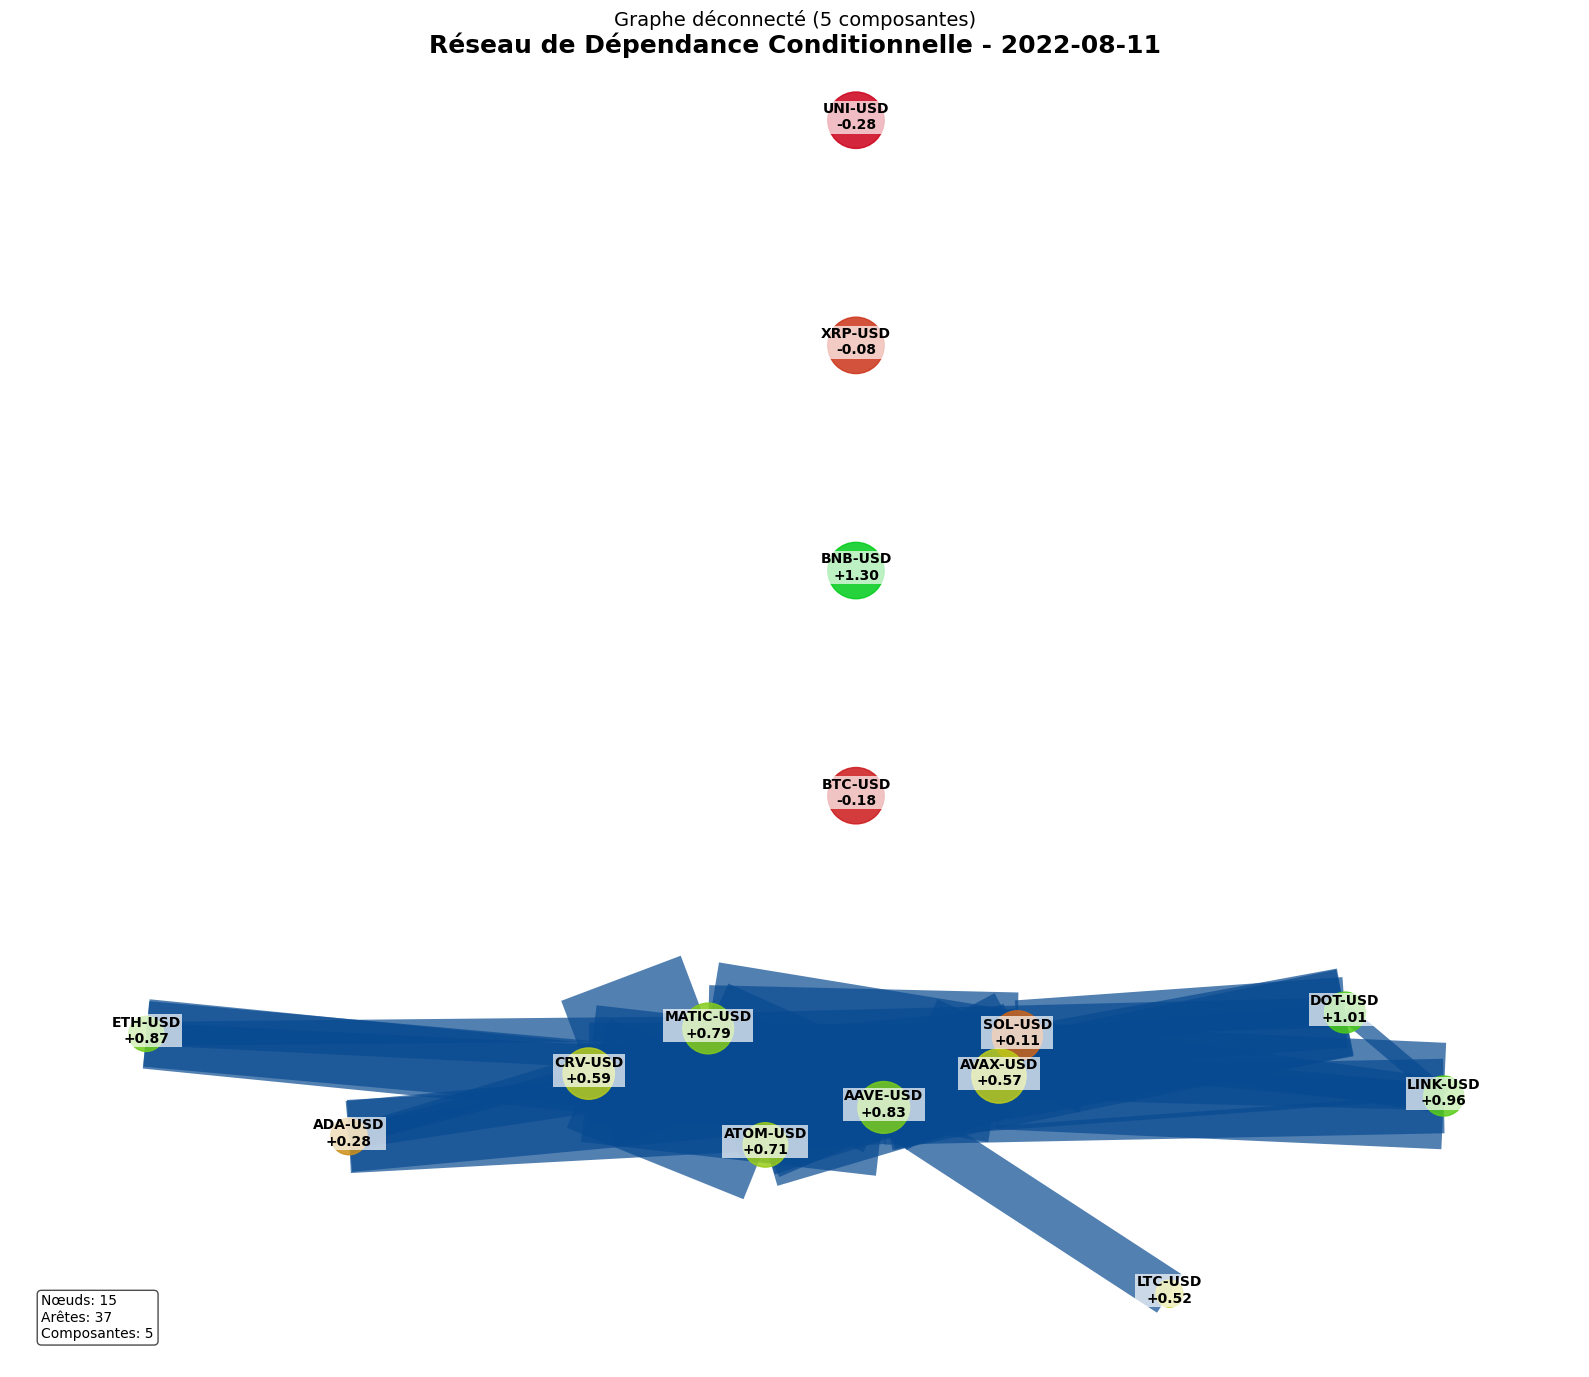 Graphe déconnecté (5 composantes)
Réseau de Dépendance Conditionnelle - 2022-08-11
UNI-USD
-0.28
XRP-USD
-0.08
BNB-USD
+1.30
BTC-USD
-0.18
DOT-USD
+1.01
MATIC-USD
+0.79
ETH-USD
+0.87
SOL-USD
+0.11
CRV-USD
+0.59
AVAX-USD
+0.57
LINK-USD
+0.96
AAVE-USD
+0.83
ADA-USD
+0.28
ATOM-USD
+0.71
LTC-USD
+0.52
Nœuds: 15
Arêtes: 37
Composantes: 5